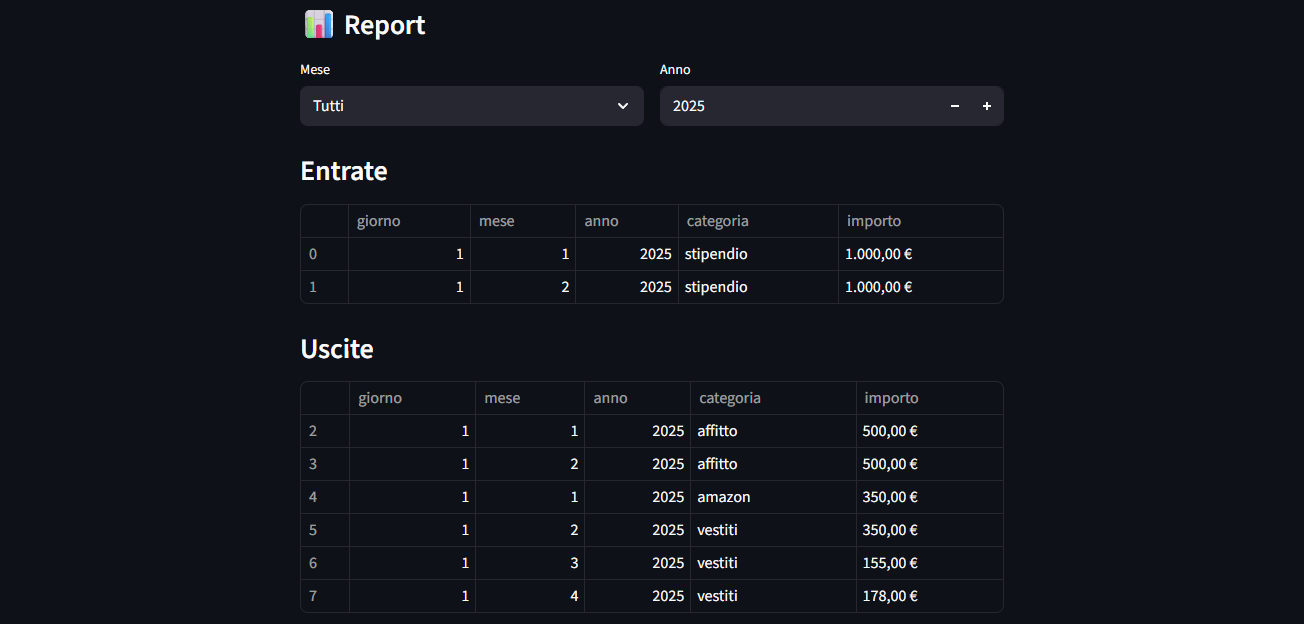 Report
Mese Anno
Tutti 2025 − +
Entrate
giorno mese anno categoria importo
0 1 1 2025 stipendio 1.000,00 €
1 1 2 2025 stipendio 1.000,00 €
Uscite
giorno mese anno categoria importo
2 1 1 2025 affitto 500,00 €
3 1 2 2025 affitto 500,00 €
4 1 1 2025 amazon 350,00 €
5 1 2 2025 vestiti 350,00 €
6 1 3 2025 vestiti 155,00 €
7 1 4 2025 vestiti 178,00 €